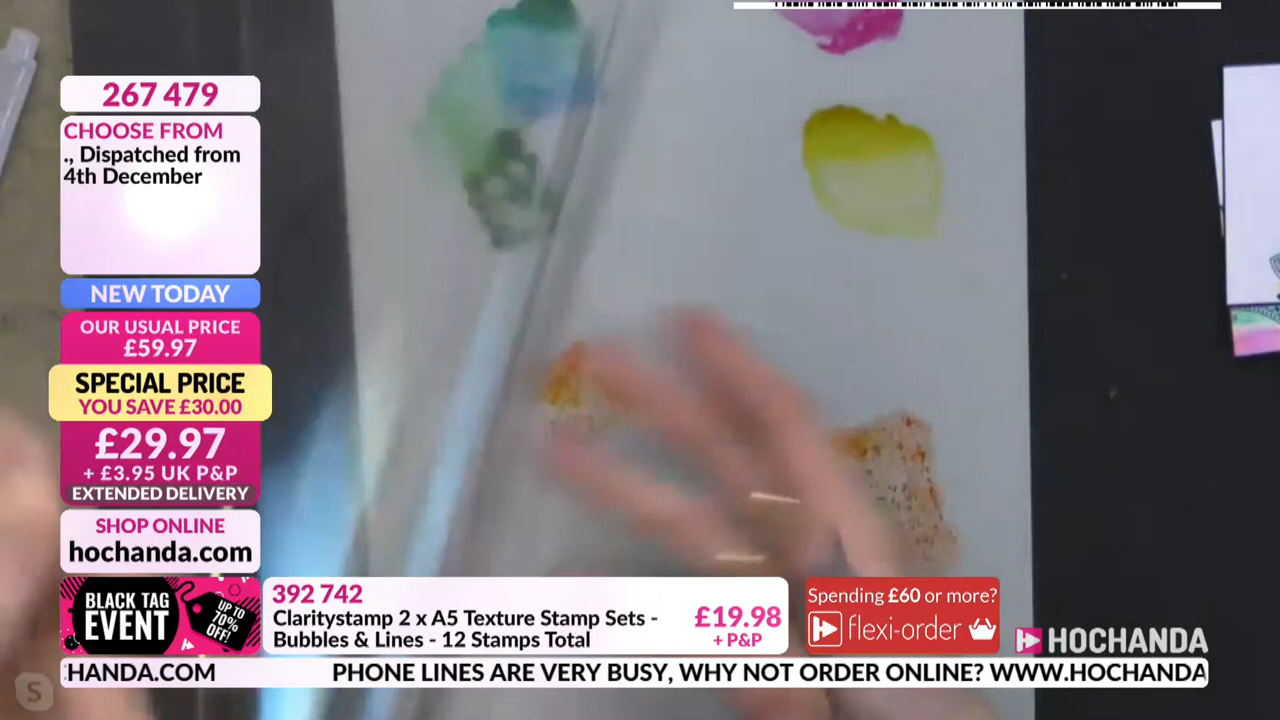 267 479
CHOOSE FROM
., Dispatched from
4th December
NEW TODAY
OUR USUAL PRICE
£59.97
SPECIAL PRICE
YOU SAVE £30.00
£29.97
+ £3.95 UK P&P
EXTENDED DELIVERY
SHOP ONLINE
hochanda.com
BLACK TAG
EVENT
UP TO
70%
OFF!
392 742
Claritystamp 2 x A5 Texture Stamp Sets -
Bubbles & Lines - 12 Stamps Total
£19.98
+ P&P
Spending £60 or more?
flexi-order
HOCHANDA
HANDA.COM PHONE LINES ARE VERY BUSY, WHY NOT ORDER ONLINE? WWW.HOCHANDA
S